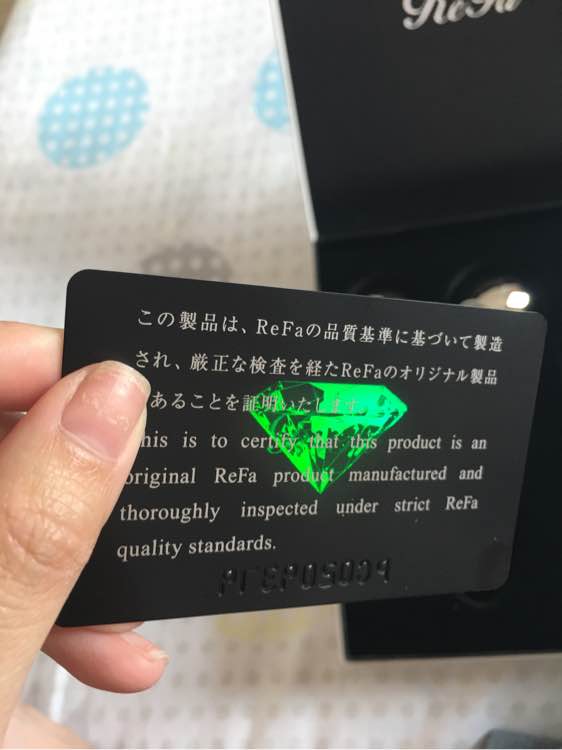 ReFa
この製品は、ReFaの品質基準に基づいて製造
され、厳正な検査を経たReFaのオリジナル製品
あることを証明いたします。
This is to certify that this product is an
original ReFa product manufactured and
thoroughly inspected under strict ReFa
quality standards.